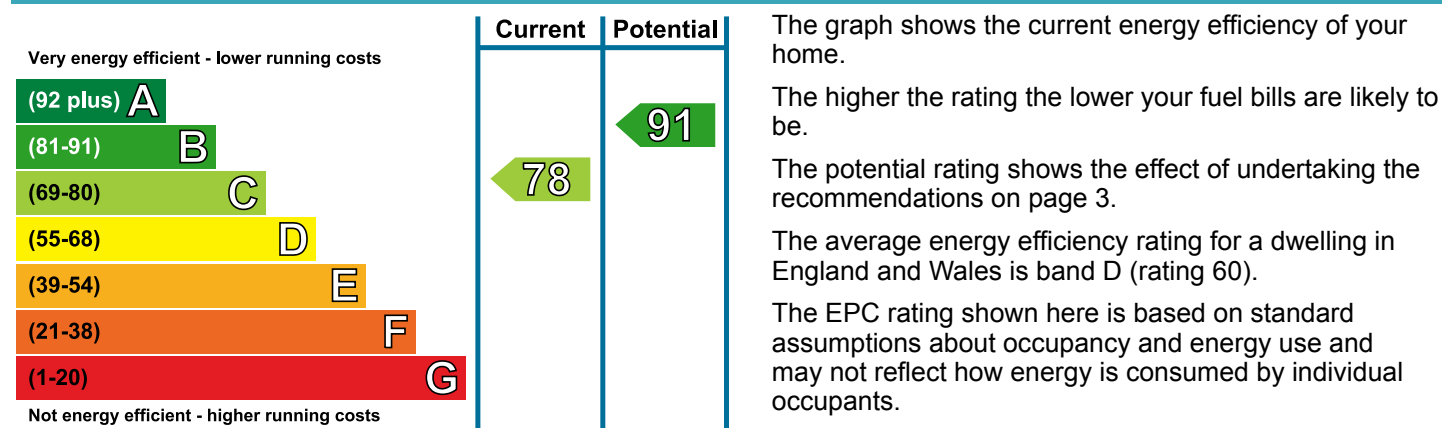 Current Potential
Very energy efficient - lower running costs
(92 plus) A
(81-91) B
(69-80) C
(55-68) D
(39-54) E
(21-38) F
(1-20) G
Not energy efficient - higher running costs
78
91
The graph shows the current energy efficiency of your
home.
The higher the rating the lower your fuel bills are likely to
be.
The potential rating shows the effect of undertaking the
recommendations on page 3.
The average energy efficiency rating for a dwelling in
England and Wales is band D (rating 60).
The EPC rating shown here is based on standard
assumptions about occupancy and energy use and
may not reflect how energy is consumed by individual
occupants.